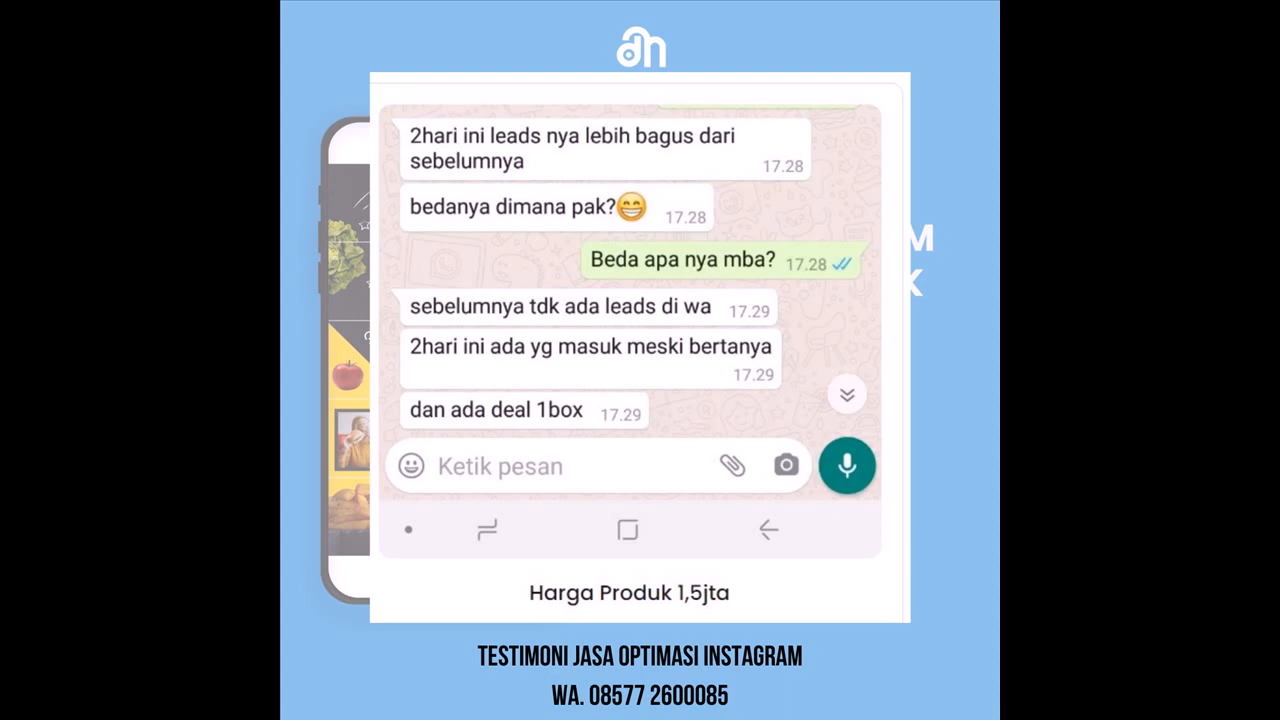 2hari ini leads nya lebih bagus dari
sebelumnya
17.28
bedanya dimana pak?😁 17.28
Beda apa nya mba? 17.28
sebelumnya tdk ada leads di wa 17.29
2hari ini ada yg masuk meski bertanya
17.29
dan ada deal 1box 17.29
Ketik pesan
Harga Produk 1,5jta
TESTIMONI JASA OPTIMASI INSTAGRAM
WA. 08577 2600085